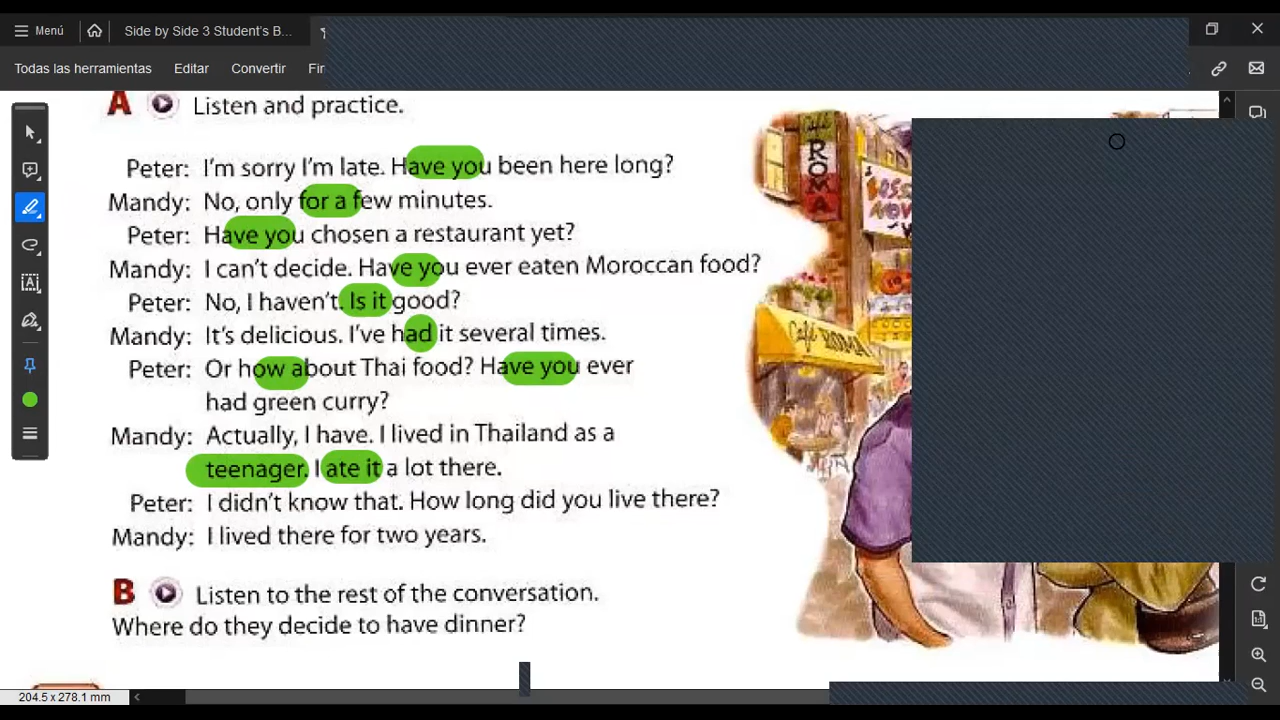 Menú
Side by Side 3 Student's B...
Todas las herramientas
Editar
Convertir
A Listen and practice.
Peter: I'm sorry I'm late. Have you been here long?
Mandy: No, only for a few minutes.
Peter: Have you chosen a restaurant yet?
Mandy: I can't decide. Have you ever eaten Moroccan food?
Peter: No, I haven't. Is it good?
Mandy: It's delicious. I've had it several times.
Peter: Or how about Thai food? Have you ever
had green curry?
Mandy: Actually, I have. I lived in Thailand as a
teenager. I ate it a lot there.
Peter: I didn't know that. How long did you live there?
Mandy: I lived there for two years.
B Listen to the rest of the conversation.
Where do they decide to have dinner?
Café
ROMA
Café ROMA
204.5 x 278.1 mm